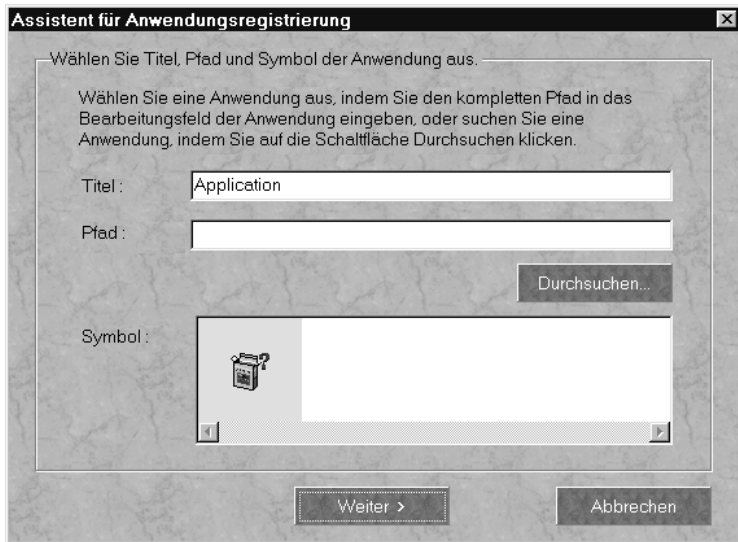 Assistent für Anwendungsregistrierung
Wählen Sie Titel, Pfad und Symbol der Anwendung aus.
Wählen Sie eine Anwendung aus, indem Sie den kompletten Pfad in das
Bearbeitungsfeld der Anwendung eingeben, oder suchen Sie eine
Anwendung, indem Sie auf die Schaltfläche Durchsuchen klicken.
Titel : Application
Pfad :
Durchsuchen...
Symbol :
Weiter > Abbrechen